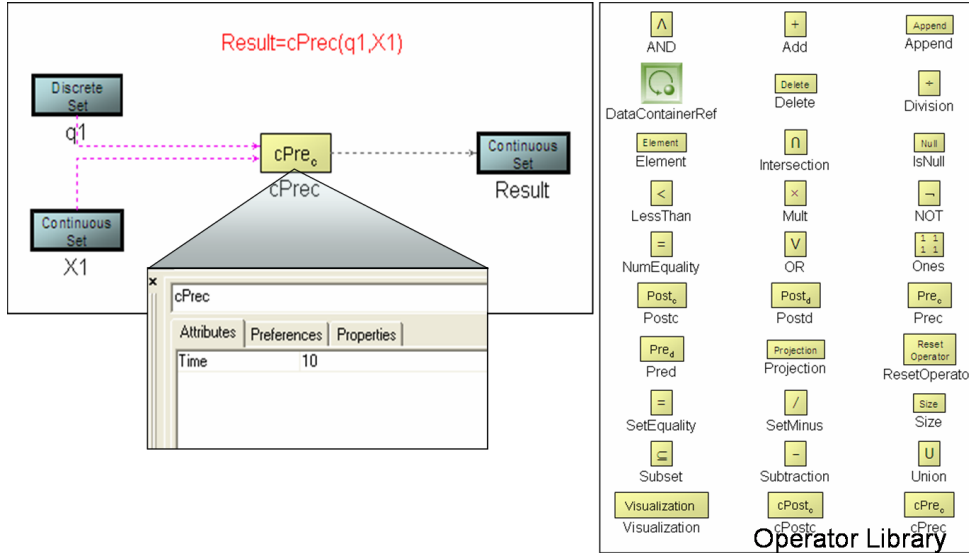 Result=cPrec(q1,X1)
Discrete
Set
q1
cPrec
cPrec
Continuous
Set
Result
Continuous
Set
X1
×
cPrec
Attributes
Preferences
Properties
Time
10
Λ
AND
+
Add
Append
Append
DataContainerRef
Delete
Delete
÷
Division
Element
Element
∩
Intersection
Null
IsNull
<
LessThan
×
Mult
¬
NOT
=
NumEquality
V
OR
1 1
1 1
Ones
Postc
Postc
Postd
Postd
Prec
Prec
Pred
Pred
Projection
Projection
Reset
Operator
ResetOperato
=
SetEquality
/
SetMinus
Size
Size
⊆
Subset
−
Subtraction
U
Union
Visualization
Visualization
cPostc
cPostc
cPrec
cPrec
Operator Library